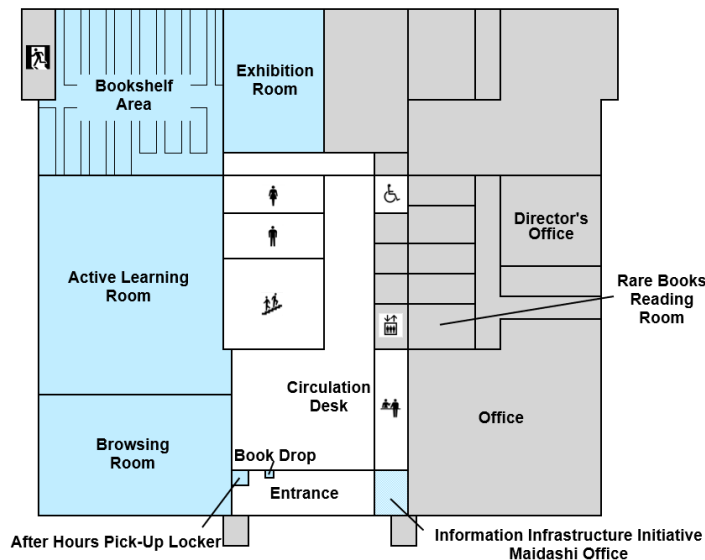 Bookshelf
Area
Exhibition
Room
Director's
Office
Active Learning
Room
Rare Books
Reading
Room
Circulation
Desk
Office
Browsing
Room
Book Drop
Entrance
After Hours Pick-Up Locker
Information Infrastructure Initiative
Maidashi Office